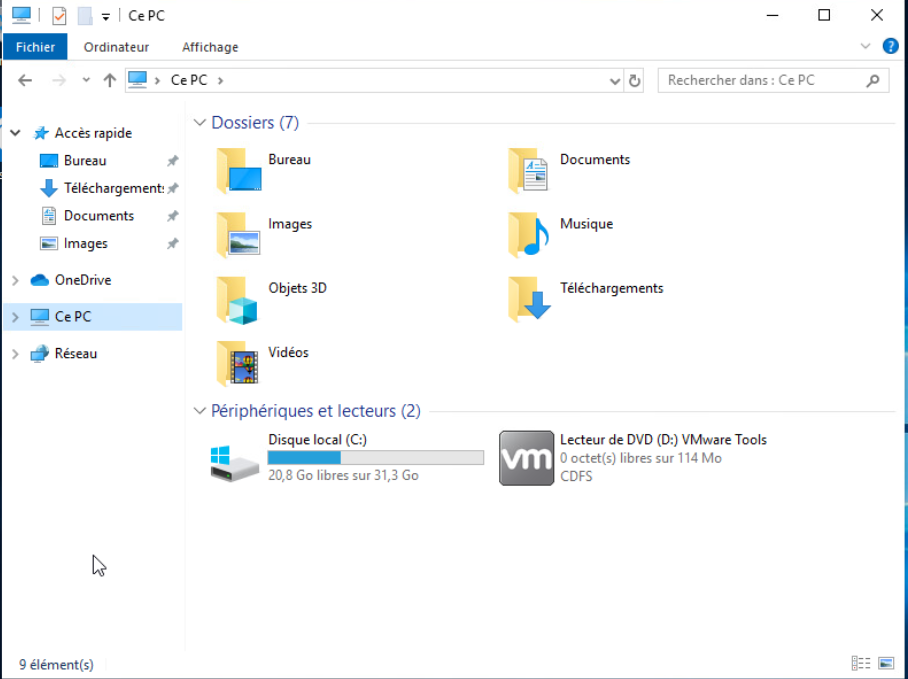 Ce PC
Fichier
Ordinateur
Affichage
Ce PC
Rechercher dans : Ce PC
Accès rapide
Bureau
Téléchargements
Documents
Images
OneDrive
Ce PC
Réseau
Dossiers (7)
Bureau
Documents
Images
Musique
Objets 3D
Téléchargements
Vidéos
Périphériques et lecteurs (2)
Disque local (C:)
20,8 Go libres sur 31,3 Go
vm
Lecteur de DVD (D:) VMware Tools
0 octet(s) libres sur 114 Mo
CDFS
9 élément(s)